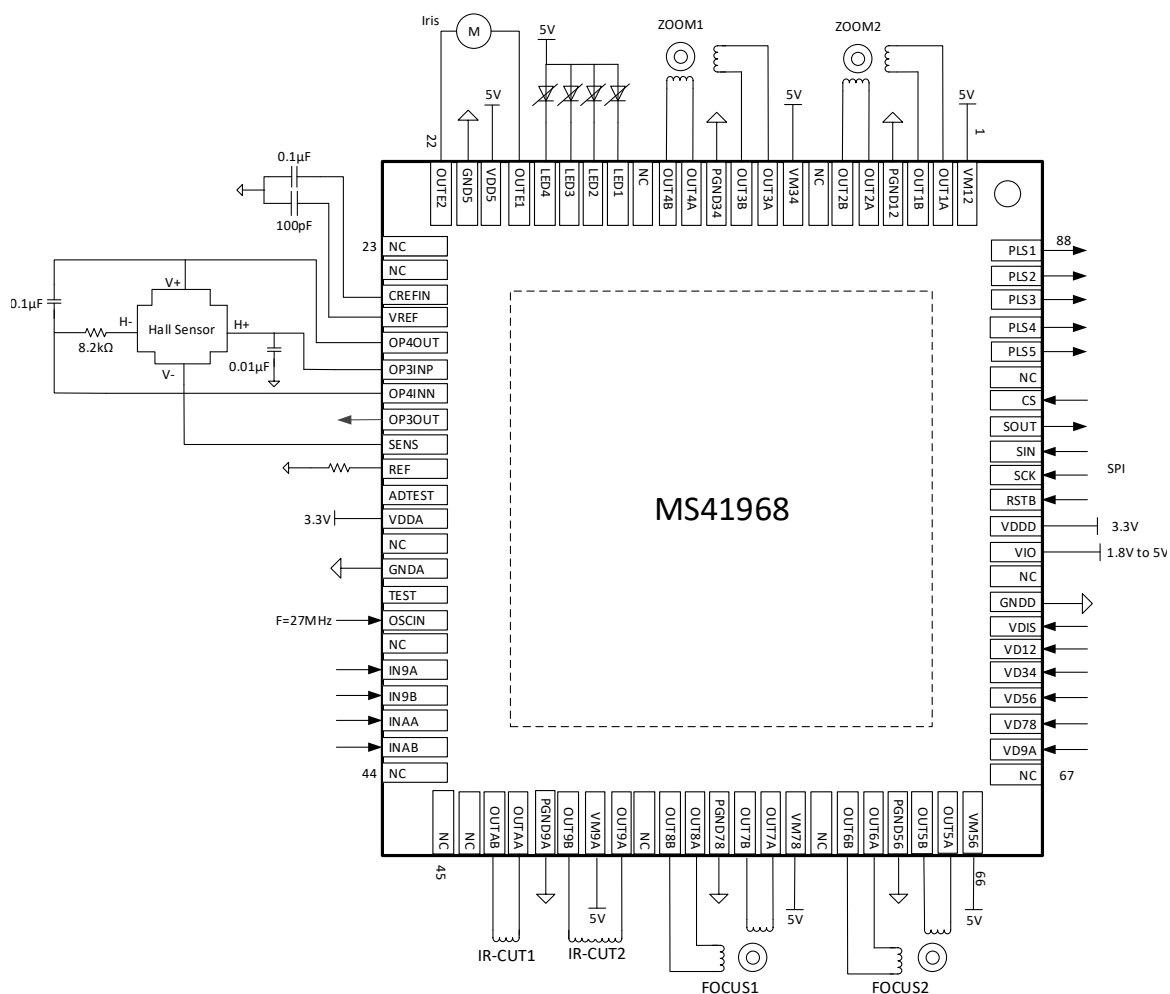 Iris
M
5V
5V
ZOOM1
5V
ZOOM2
5V
22
1
OUTE2
GND5
VDD5
OUTE1
LED4
LED3
LED2
LED1
NC
OUT4B
OUT4A
PGND34
OUT3B
OUT3A
VM34
NC
OUT2B
OUT2A
PGND12
OUT1B
OUT1A
VM12
0.1µF
100pF
0.1µF
V+
H-
Hall Sensor
H+
8.2kΩ
V-
0.01µF
3.3V
F=27MHz
23
NC
NC
CREFIN
VREF
OP4OUT
OP3INP
OP4INN
OP3OUT
SENS
REF
ADTEST
VDDA
NC
GNDA
TEST
OSCIN
NC
IN9A
IN9B
INAA
INAB
44
NC
MS41968
88
PLS1
PLS2
PLS3
PLS4
PLS5
NC
CS
SOUT
SIN
SCK
SPI
RSTB
VDDD
3.3V
VIO
1.8V to 5V
NC
GNDD
VDIS
VD12
VD34
VD56
VD78
VD9A
NC
67
NC
NC
OUTAB
OUTAA
PGND9A
OUT9B
VM9A
OUT9A
NC
OUT8B
OUT8A
PGND78
OUT7B
OUT7A
VM78
NC
OUT6B
OUT6A
PGND56
OUT5B
OUT5A
VM56
45
66
5V
5V
5V
IR-CUT1
IR-CUT2
FOCUS1
FOCUS2